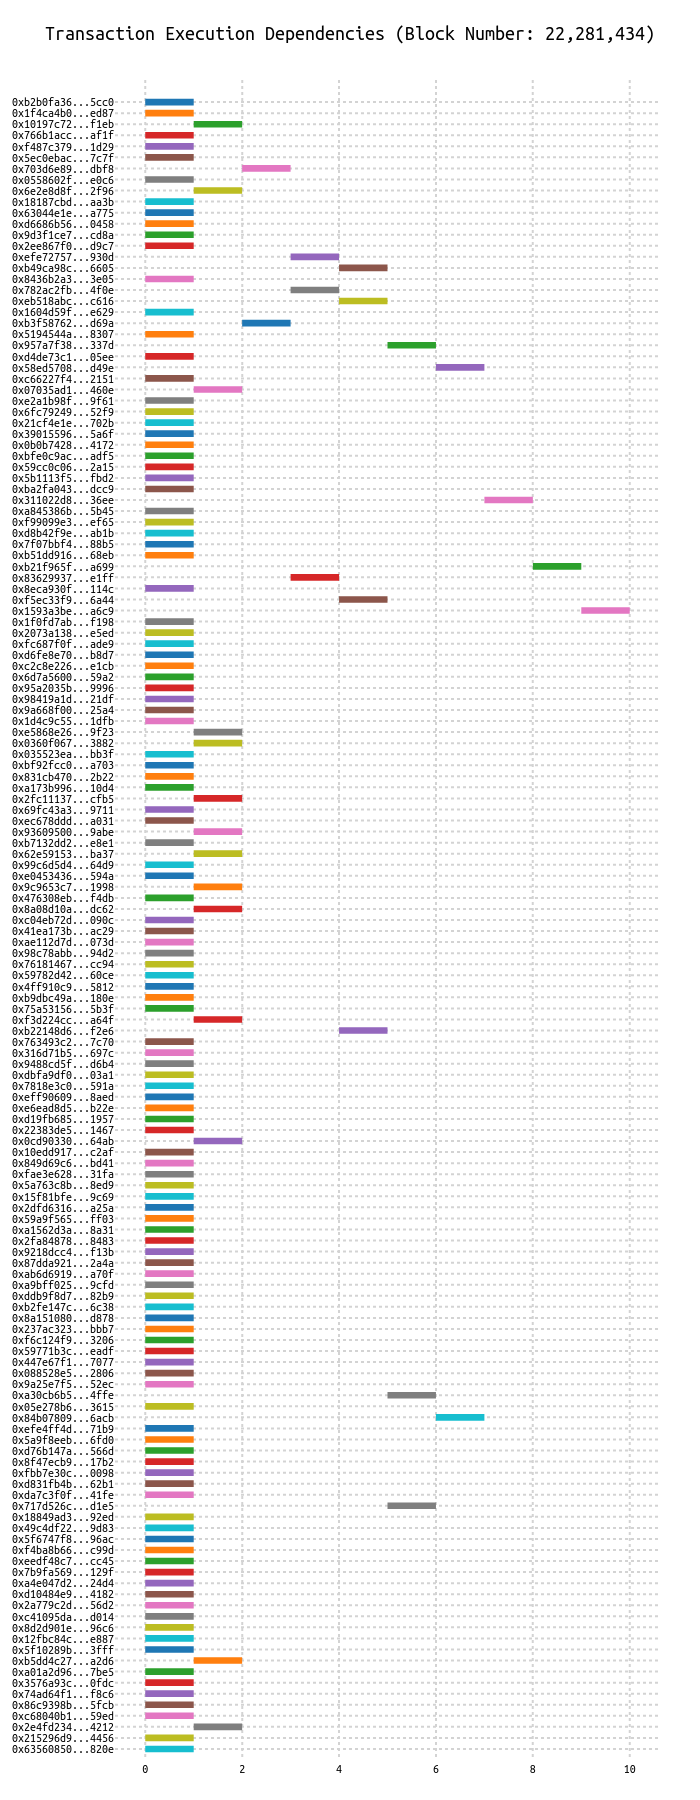 Transaction Execution Dependencies (Block Number: 22,281,434)
0xb2b0fa36...5cc0
0x1f4ca4b0...ed87
0x10197c72...f1eb
0x766b1acc...af1f
0xf487c379...1d29
0x5ec0ebac...7c7f
0x703d6e89...dbf8
0x0558602f...e0c6
0x6e2e8d8f...2f96
0x18187cbd...aa3b
0x63044e1e...a775
0xd6686b56...0458
0x9d3f1ce7...cd8a
0x2ee867f0...d9c7
0xefe72757...930d
0xb49ca98c...6605
0x8436b2a3...3e05
0x782ac2fb...4f0e
0xeb518abc...c616
0x1604d59f...e629
0xb3f58762...d69a
0x5194544a...8307
0x957a7f38...337d
0xd4de73c1...05ee
0x58ed5708...d49e
0xc66227f4...2151
0x07035ad1...460e
0xe2a1b98f...9f61
0x6fc79249...52f9
0x21cf4e1e...702b
0x39015596...5a6f
0x0b0b7428...4172
0xbfe0c9ac...adf5
0x59cc0c06...2a15
0x5b1113f5...fbd2
0xba2fa043...dcc9
0x311022d8...36ee
0xa845386b...5b45
0xf99099e3...ef65
0xd8b42f9e...ab1b
0x7f07bbf4...88b5
0xb51dd916...68eb
0xb21f965f...a699
0x83629937...e1ff
0x8eca930f...114c
0xf5ec33f9...6a44
0x1593a3be...a6c9
0x1f0fd7ab...f198
0x2073a138...e5ed
0xfc687f0f...ade9
0xd6fe8e70...b8d7
0xc2c8e226...e1cb
0x6d7a5600...59a2
0x95a2035b...9996
0x98419a1d...21df
0x9a668f00...25a4
0x1d4c9c55...1dfb
0xe5868e26...9f23
0x0360f067...3882
0x035523ea...bb3f
0xbf92fcc0...a703
0x831cb470...2b22
0xa173b996...10d4
0x2fc11137...cfb5
0x69fc43a3...9711
0xec678ddd...a031
0x93609500...9abe
0xb7132dd2...e8e1
0x62e59153...ba37
0x99c6d5d4...64d9
0xe0453436...594a
0x9c9653c7...1998
0x476308eb...f4db
0x8a08d10a...dc62
0xc04eb72d...090c
0x41ea173b...ac29
0xae112d7d...073d
0x98c78abb...94d2
0x76181467...cc94
0x59782d42...60ce
0x4ff910c9...5812
0xb9dbc49a...180e
0x75a53156...5b3f
0xf3d224cc...a64f
0xb22148d6...f2e6
0x763493c2...7c70
0x316d71b5...697c
0x9488cd5f...d6b4
0xdbfa9df0...03a1
0x7818e3c0...591a
0xeff90609...8aed
0xe6ead8d5...b22e
0xd19fb685...1957
0x22383de5...1467
0x0cd90330...64ab
0x10edd917...c2af
0x849d69c6...bd41
0xfae3e628...31fa
0x5a763c8b...8ed9
0x15f81bfe...9c69
0x2dfd6316...a25a
0x59a9f565...ff03
0xa1562d3a...8a31
0x2fa84878...8483
0x9218dcc4...f13b
0x87dda921...2a4a
0xab6d6919...a70f
0xa9bff025...9cfd
0xddb9f8d7...82b9
0xb2fe147c...6c38
0x8a151080...d878
0x237ac323...bbb7
0xf6c124f9...3206
0x59771b3c...eadf
0x447e67f1...7077
0x088528e5...2806
0x9a25e7f5...52ec
0xa30cb6b5...4ffe
0x05e278b6...3615
0x84b07809...6acb
0xefe4ff4d...71b9
0x5a9f8eeb...6fd0
0xd76b147a...566d
0x8f47ecb9...17b2
0xfbb7e30c...0098
0xd831fb4b...62b1
0xda7c3f0f...41fe
0x717d526c...d1e5
0x18849ad3...92ed
0x49c4df22...9d83
0x5f6747f8...96ac
0xf4ba8b66...c99d
0xeedf48c7...cc45
0x7b9fa569...129f
0xa4e047d2...24d4
0xd10484e9...4182
0x2a779c2d...56d2
0xc41095da...d014
0x8d2d901e...96c6
0x12fbc84c...e887
0x5f10289b...3fff
0xb5dd4c27...a2d6
0xa01a2d96...7be5
0x3576a93c...0fdc
0x74ad64f1...f8c6
0x86c9398b...5fcb
0xc68040b1...59ed
0x2e4fd234...4212
0x215296d9...4456
0x63560850...820e
0 2 4 6 8 10